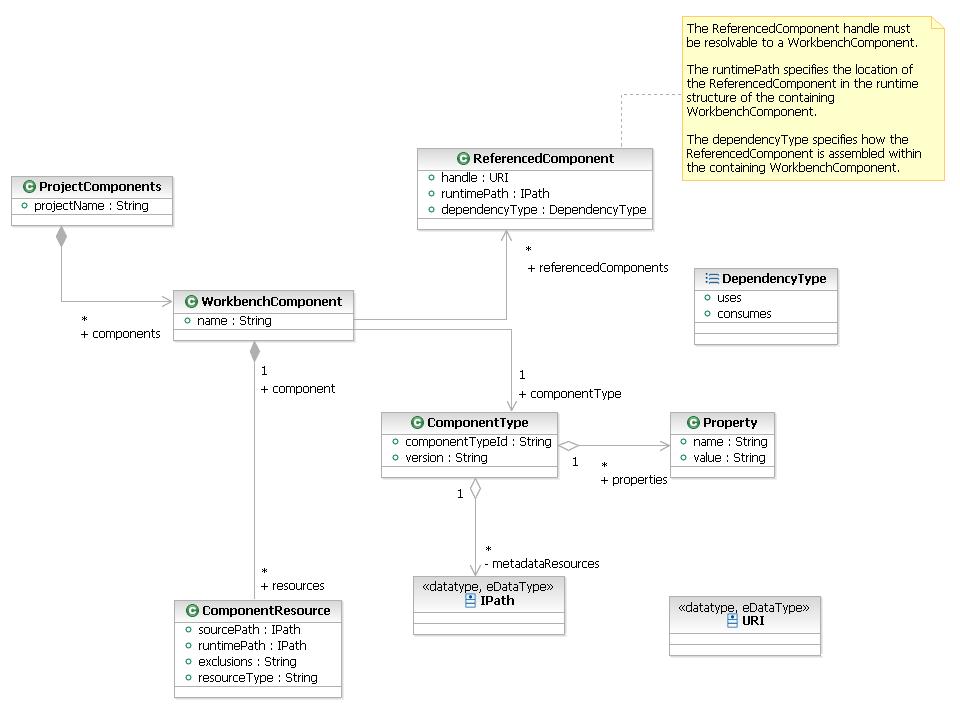 The ReferencedComponent handle must
be resolvable to a WorkbenchComponent.
The runtimePath specifies the location of
the ReferencedComponent in the runtime
structure of the containing
WorkbenchComponent.
The dependencyType specifies how the
ReferencedComponent is assembled within
the containing WorkbenchComponent.
ReferencedComponent
handle : URI
runtimePath : IPath
dependencyType : DependencyType
ProjectComponents
projectName : String
*
+ referencedComponents
DependencyType
uses
consumes
WorkbenchComponent
name : String
*
+ components
1
+ component
1
+ componentType
ComponentType
componentTypeId : String
version : String
Property
name : String
value : String
1
*
+ properties
1
*
- metadataResources
*
+ resources
«datatype, eDataType»
IPath
«datatype, eDataType»
URI
ComponentResource
sourcePath : IPath
runtimePath : IPath
exclusions : String
resourceType : String